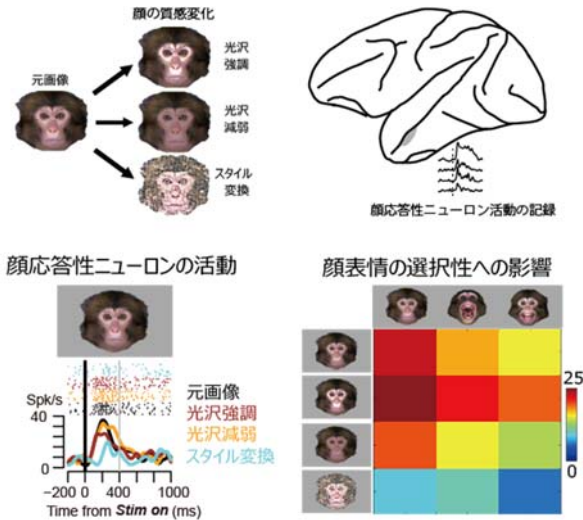 顔の質感変化
元画像
光沢
強調
光沢
減弱
スタイル
変換
顔応答性ニューロン活動の記録
顔応答性ニューロンの活動
Spk/s
40
0
元画像
光沢強調
光沢減弱
スタイル変換
−200 0 400 1000
(ms)
Time from Stim on (ms)
顔表情の選択性への影響
25
0